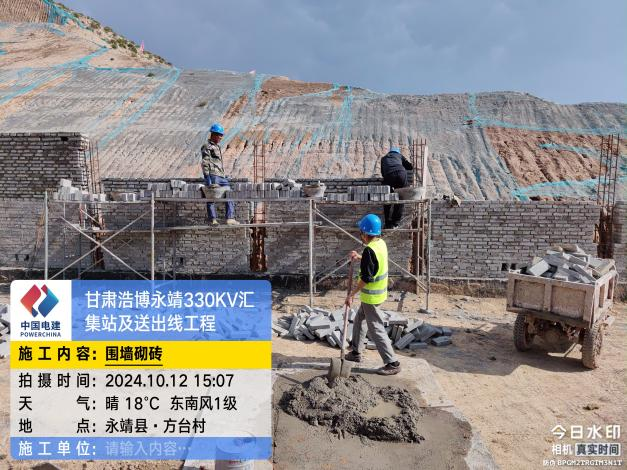 中国电建
POWERCHINA
甘肃浩博永靖330KV汇
集站及送出线工程
施工内容：围墙砌砖
拍摄时间：2024.10.12 15:07
天 气：晴 18℃ 东南风1级
地 点：永靖县·方台村
施工单位：请输入内容…
今日水印
相机 真实时间
防伪 BPGM2TRGTM3N1T